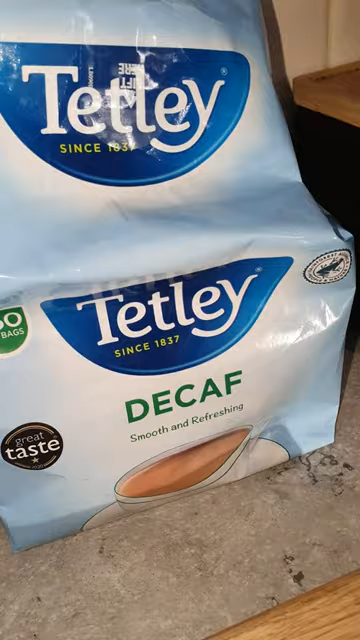 Tetley
SINCE 1837
Tetley
SINCE 1837
BAGS
DECAF
Smooth and Refreshing
great
taste